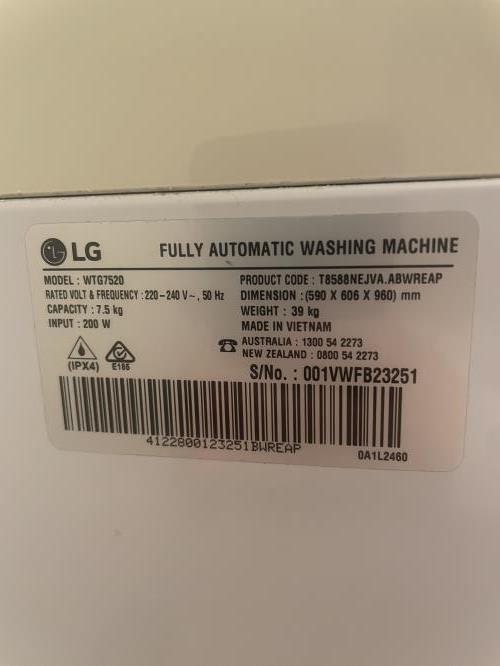 LG FULLY AUTOMATIC WASHING MACHINE
MODEL : WTG7520
RATED VOLT & FREQUENCY : 220-240 V~, 50 Hz
CAPACITY : 7.5 kg
INPUT : 200 W
PRODUCT CODE : T8588NEJVA.ABWREAP
DIMENSION : (590 X 606 X 960) mm
WEIGHT : 39 kg
MADE IN VIETNAM
AUSTRALIA : 1300 54 2273
NEW ZEALAND : 0800 54 2273
(IPX4) E186
S/No. : 001VWFB23251
4122800123251BWREAP
0A1L2460